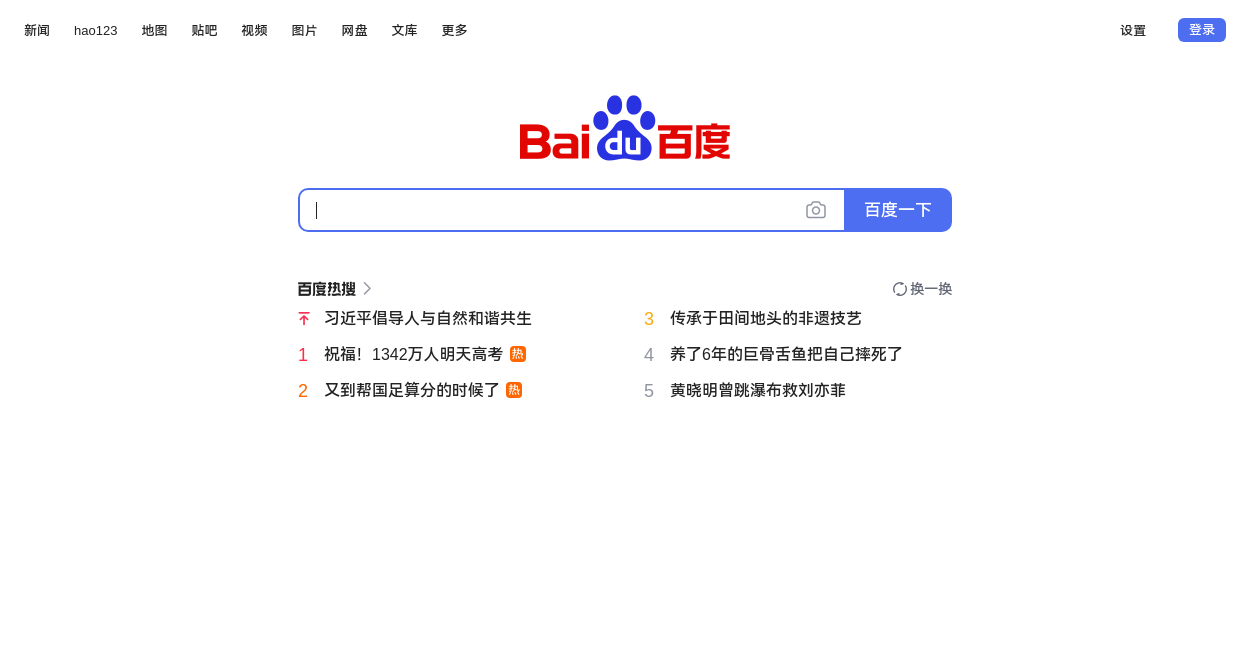 新闻 hao123 地图 贴吧 视频 图片 网盘 文库 更多 设置 登录
Bai du 百度
百度一下
百度热搜 换一换
习近平倡导人与自然和谐共生
1 祝福！1342万人明天高考 热
2 又到帮国足算分的时候了 热
3 传承于田间地头的非遗技艺
4 养了6年的巨骨舌鱼把自己摔死了
5 黄晓明曾跳瀑布救刘亦菲